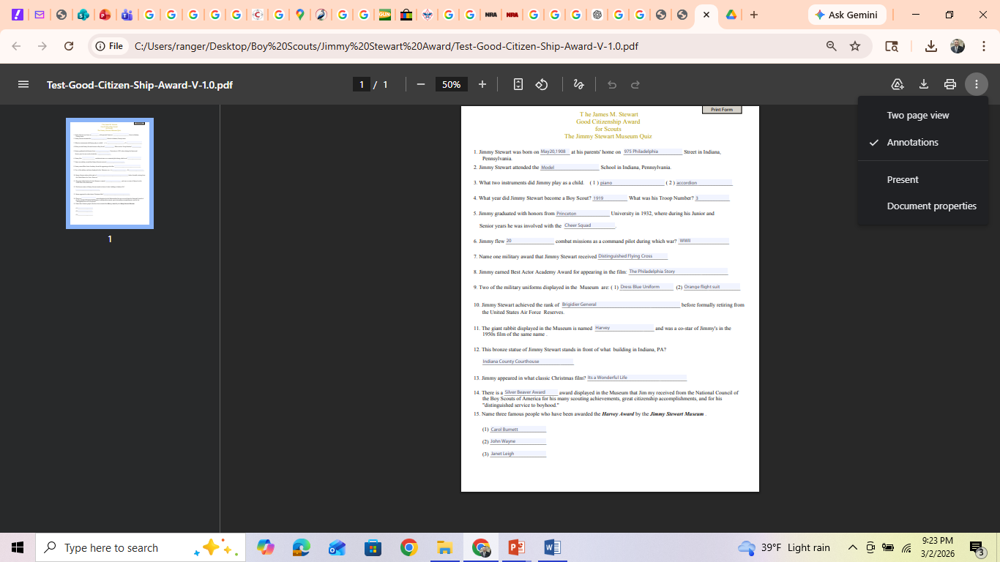 GUN
NRA
NRA
Ask Gemini
File
C:/Users/ranger/Desktop/Boy%20Scouts/Jimmy%20Stewart%20Award/Test-Good-Citizen-Ship-Award-V-1.0.pdf
Test-Good-Citizen-Ship-Award-V-1.0.pdf
1 / 1
50%
Two page view
Annotations
Present
Document properties
1
Print Form
T he James M. Stewart
Good Citizenship Award
for Scouts
The Jimmy Stewart Museum Quiz
1. Jimmy Stewart was born on May20,1908 at his parents' home on 975 Philadelphia Street in Indiana,
Pennsylvania.
2. Jimmy Stewart attended the Model School in Indiana, Pennsylvania.
3. What two instruments did Jimmy play as a child. ( 1 ) piano ( 2 ) accordion
4. What year did Jimmy Stewart become a Boy Scout? 1919 What was his Troop Number? 3
5. Jimmy graduated with honors from Princeton University in 1932, where during his Junior and
Senior years he was involved with the Cheer Squad .
6. Jimmy flew 20 combat missions as a command pilot during which war? WWII
7. Name one military award that Jimmy Stewart received Distinguished Flying Cross
8. Jimmy earned Best Actor Academy Award for appearing in the film: The Philadelphia Story
9. Two of the military uniforms displayed in the Museum are: ( 1) Dress Blue Uniform (2) Orange flight suit
10. Jimmy Stewart achieved the rank of Brigidier General before formally retiring from
the United States Air Force Reserves.
11. The giant rabbit displayed in the Museum is named Harvey and was a co-star of Jimmy's in the
1950s film of the same name .
12. This bronze statue of Jimmy Stewart stands in front of what building in Indiana, PA?
Indiana County Courthouse
13. Jimmy appeared in what classic Christmas film? Its a Wonderful Life
14. There is a Silver Beaver Award award displayed in the Museum that Jim my received from the National Council of
the Boy Scouts of America for his many scouting achievements, great citizenship accomplishments, and for his
"distinguished service to boyhood."
15. Name three famous people who have been awarded the Harvey Award by the Jimmy Stewart Museum .
(1) Carol Burnett
(2) John Wayne
(3) Janet Leigh
Type here to search
39°F Light rain
9:23 PM
3/2/2026
3